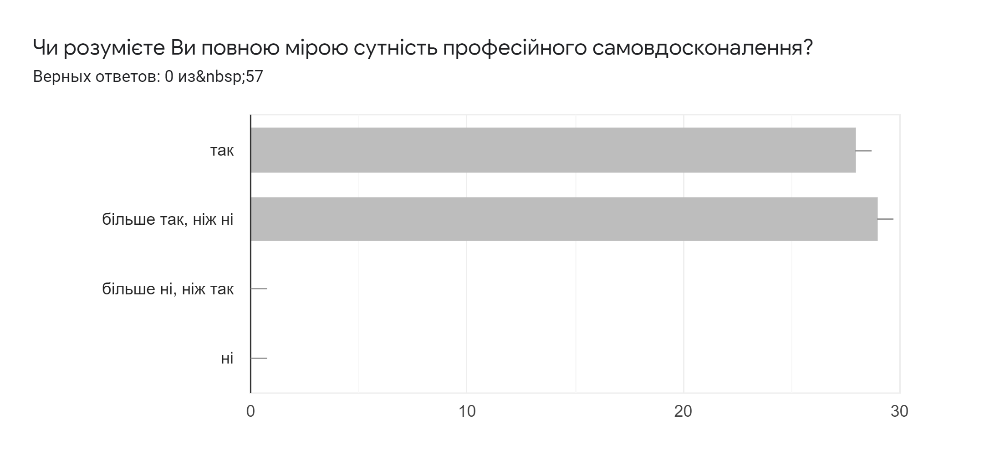 Чи розумієте Ви повною мірою сутність професійного самовдосконалення?
Верных ответов: 0 из&nbsp;57
так
більше так, ніж ні
більше ні, ніж так
ні
0 10 20 30